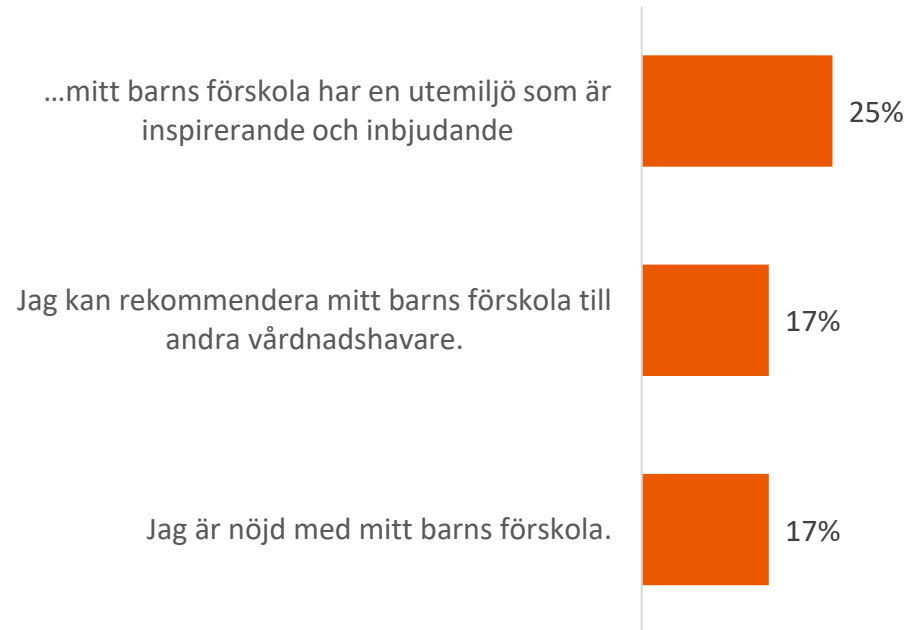 …mitt barns förskola har en utemiljö som är
inspirerande och inbjudande
25%
Jag kan rekommendera mitt barns förskola till
andra vårdnadshavare.
17%
Jag är nöjd med mitt barns förskola.
17%